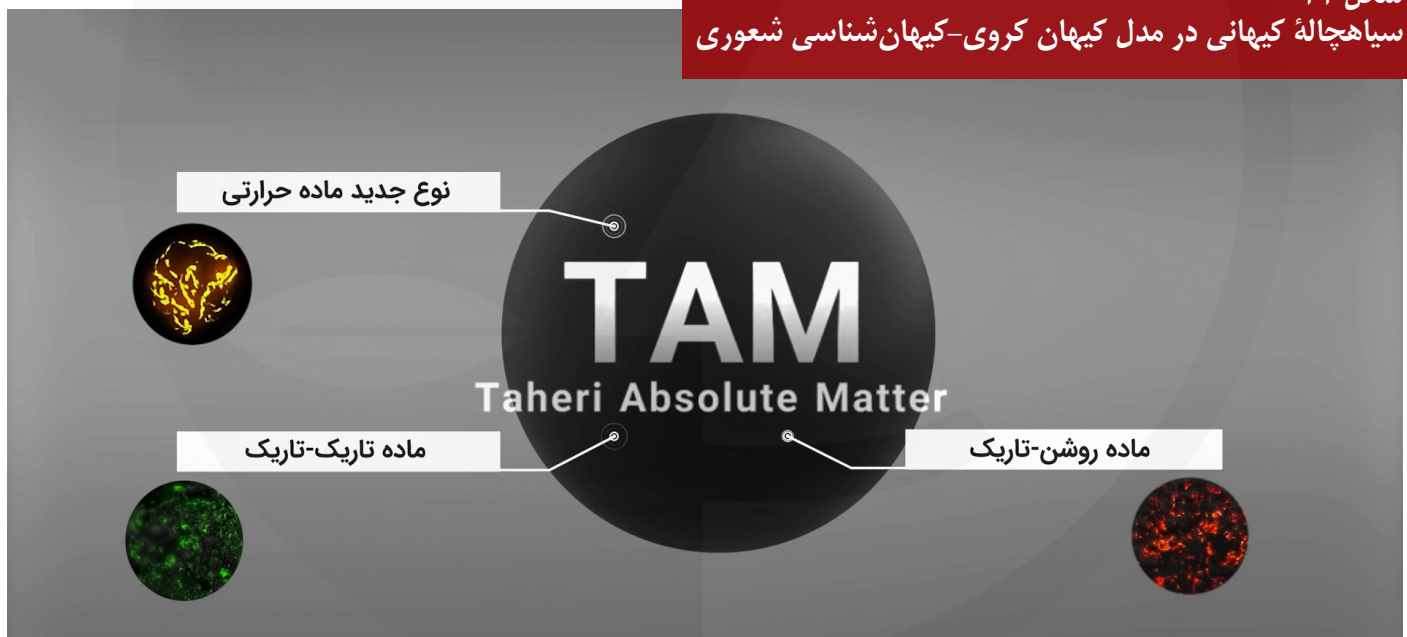 سیاهچالۀ کیهانی در مدل کیهان کروی-کیهان‌شناسی شعوری
نوع جدید ماده حرارتی
TAM
Taheri Absolute Matter
ماده تاریک-تاریک
ماده روشن-تاریک